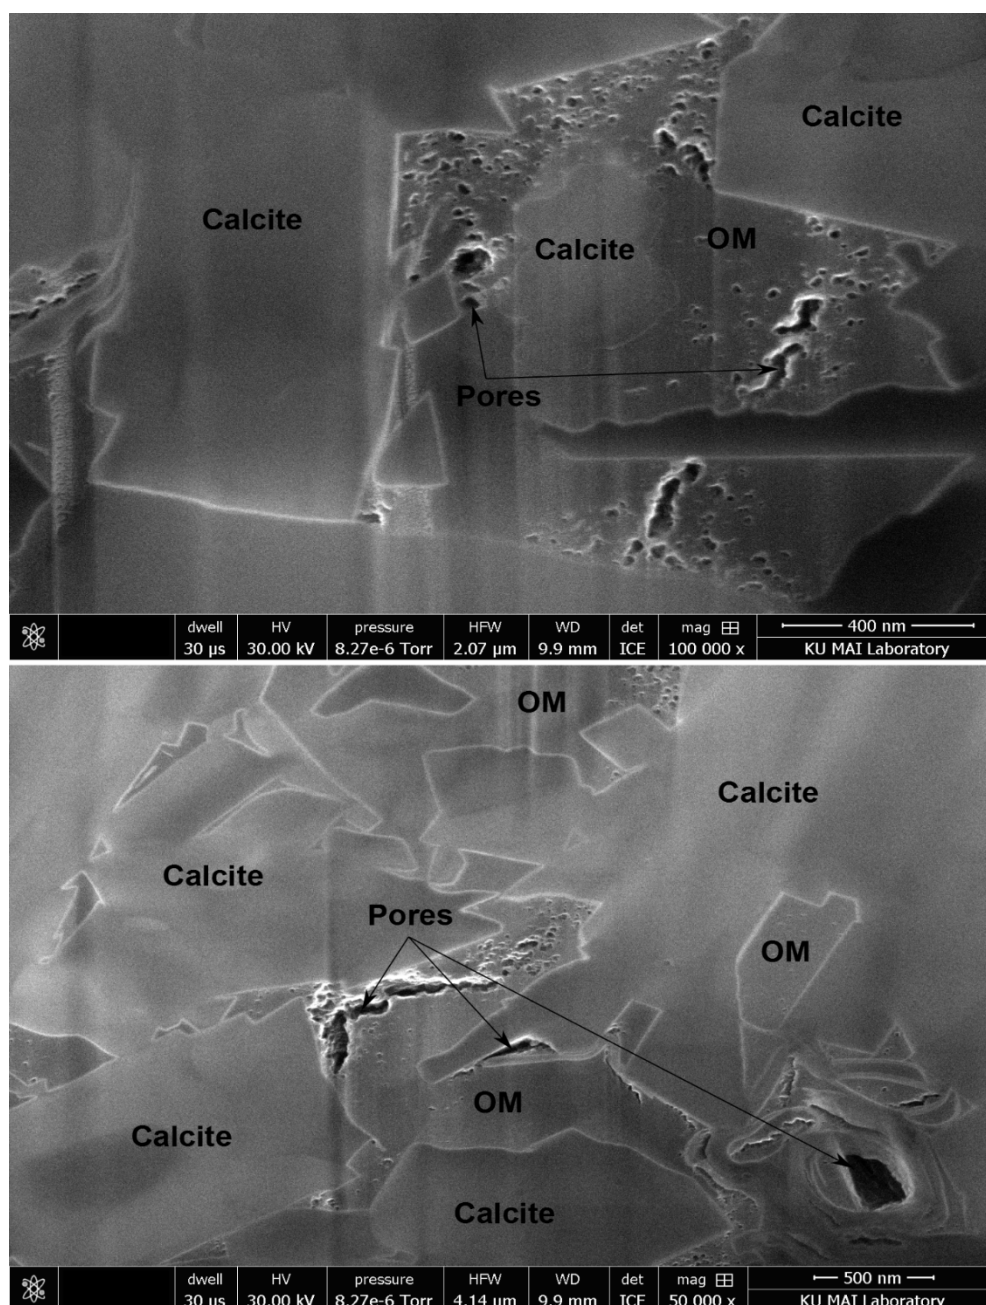 Calcite
Calcite
Calcite
OM
Pores
dwell HV pressure HFW WD det mag 400 nm
30 µs 30.00 kV 8.27e-6 Torr 2.07 µm 9.9 mm ICE 100 000 x KU MAI Laboratory
OM
Calcite
Calcite
Pores
OM
OM
Calcite
Calcite
dwell HV pressure HFW WD det mag 500 nm
30 µs 30.00 kV 8.27e-6 Torr 4.14 µm 9.9 mm ICE 50 000 x KU MAI Laboratory